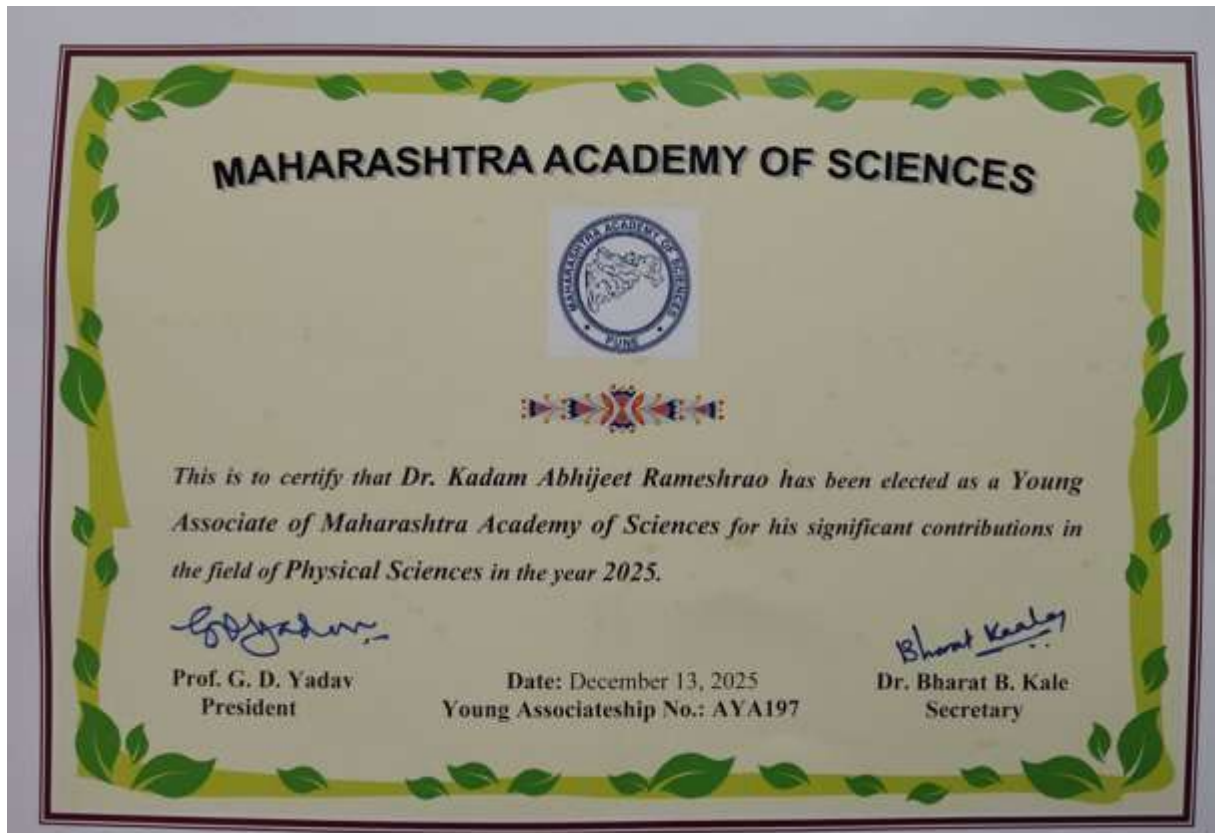 MAHARASHTRA ACADEMY OF SCIENCES
MAHARASHTRA ACADEMY OF SCIENCES
PUNE
This is to certify that Dr. Kadam Abhijeet Rameshrao has been elected as a Young
Associate of Maharashtra Academy of Sciences for his significant contributions in
the field of Physical Sciences in the year 2025.
GDYadav
Bharat Kale
Prof. G. D. Yadav
President
Date: December 13, 2025
Young Associateship No.: AYA197
Dr. Bharat B. Kale
Secretary